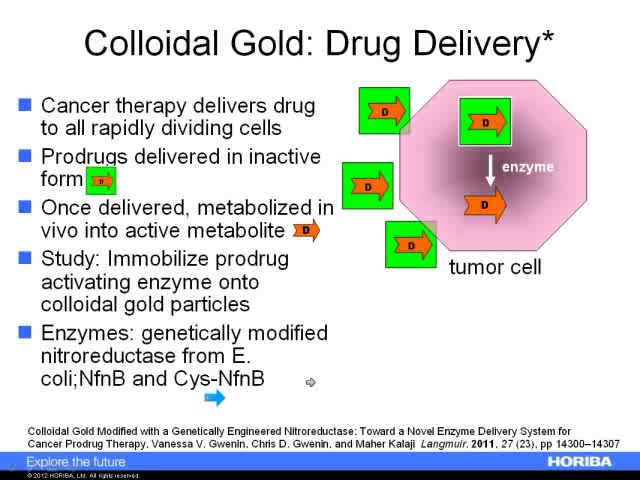 Colloidal Gold: Drug Delivery*
Cancer therapy delivers drug
to all rapidly dividing cells
Prodrugs delivered in inactive
form D
Once delivered, metabolized in
vivo into active metabolite D
Study: Immobilize prodrug
activating enzyme onto
colloidal gold particles
Enzymes: genetically modified
nitroreductase from E.
coli;NfnB and Cys-NfnB
D
D
D
D
enzyme
D
tumor cell
Colloidal Gold Modified with a Genetically Engineered Nitroreductase: Toward a Novel Enzyme Delivery System for
Cancer Prodrug Therapy, Vanessa V. Gwenin, Chris D. Gwenin, and Maher Kalaji Langmuir, 2011, 27 (23), pp 14300–14307
Explore the future
HORIBA
© 2012 HORIBA, Ltd. All rights reserved.